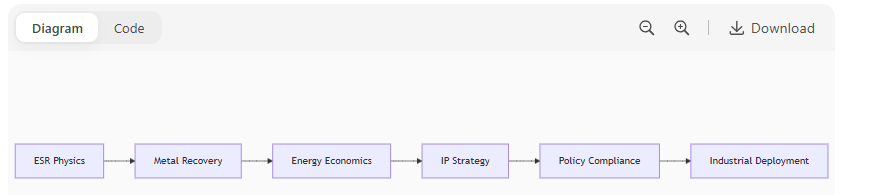 Diagram Code Download
ESR Physics Metal Recovery Energy Economics IP Strategy Policy Compliance Industrial Deployment